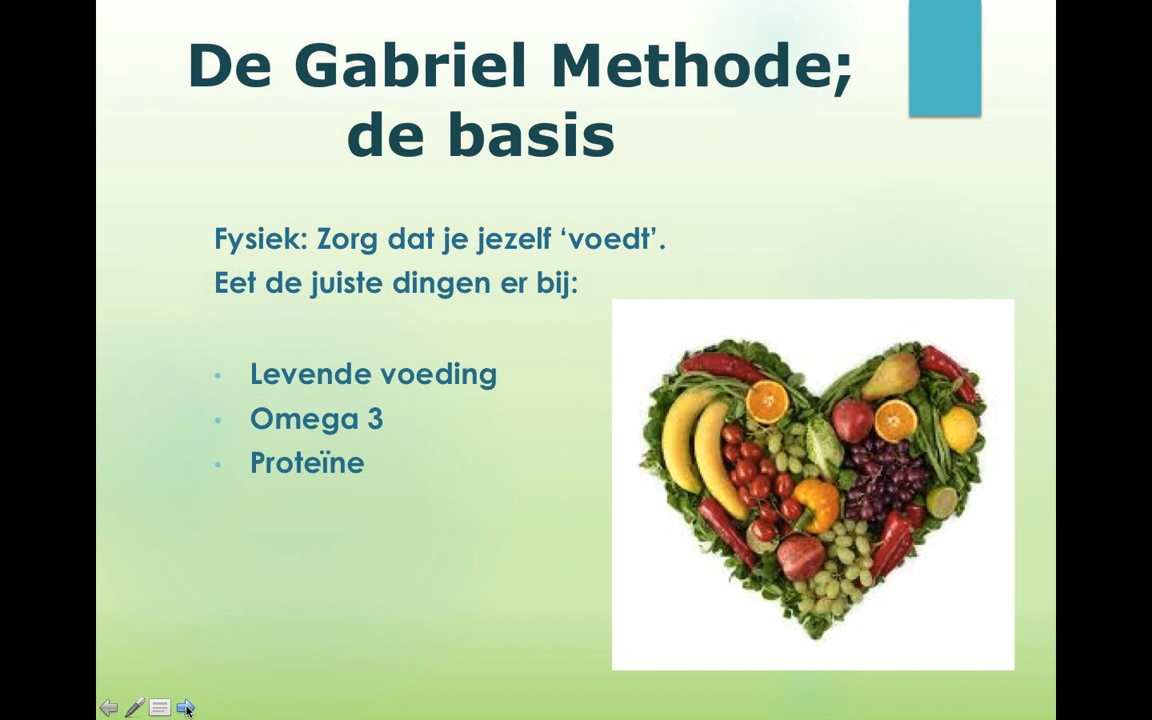 De Gabriel Methode;
de basis
Fysiek: Zorg dat je jezelf ‘voedt’.
Eet de juiste dingen er bij:
• Levende voeding
• Omega 3
• Proteïne